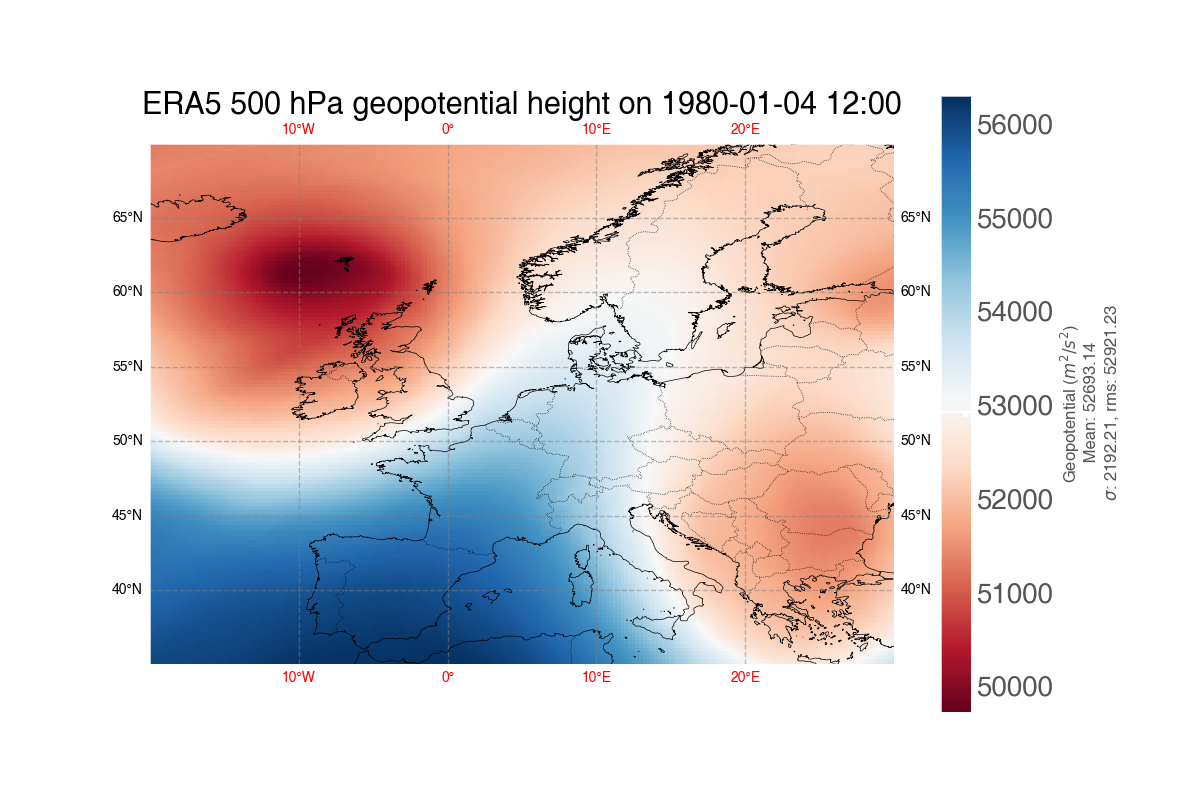 ERA5 500 hPa geopotential height on 1980-01-04 12:00
10°W 0° 10°E 20°E
65°N 65°N
60°N 60°N
55°N 55°N
50°N 50°N
45°N 45°N
40°N 40°N
10°W 0° 10°E 20°E
56000
55000
54000
53000
52000
51000
50000
Geopotential (m²/s²)
Mean: 52693.14
σ: 2192.21, rms: 52921.23